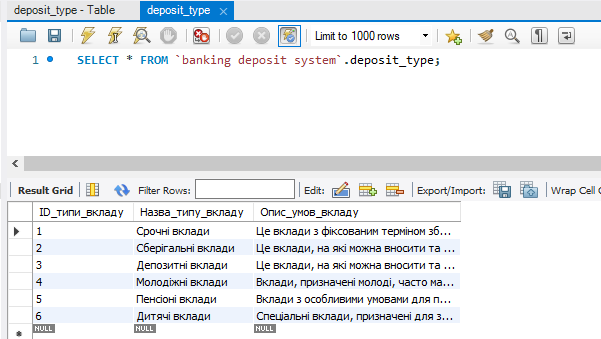 deposit_type - Table deposit_type ×
Limit to 1000 rows
1 SELECT * FROM `banking deposit system`.deposit_type;
Result Grid Filter Rows: Edit: Export/Import: Wrap Cell C
ID_типи_вкладу Назва_типу_вкладу Опис_умов_вкладу
1 Срочні вклади Це вклади з фіксованим терміном зб...
2 Сберігальні вклади Це вклади, на які можна вносити та ...
3 Депозитні вклади Це вклади, на які можна вносити та ...
4 Молодіжні вклади Вклади, призначені молоді, часто ма...
5 Пенсіоні вклади Вклади з особливими умовами для п...
6 Дитячі вклади Спеціальні вклади, призначені для з...
NULL NULL NULL